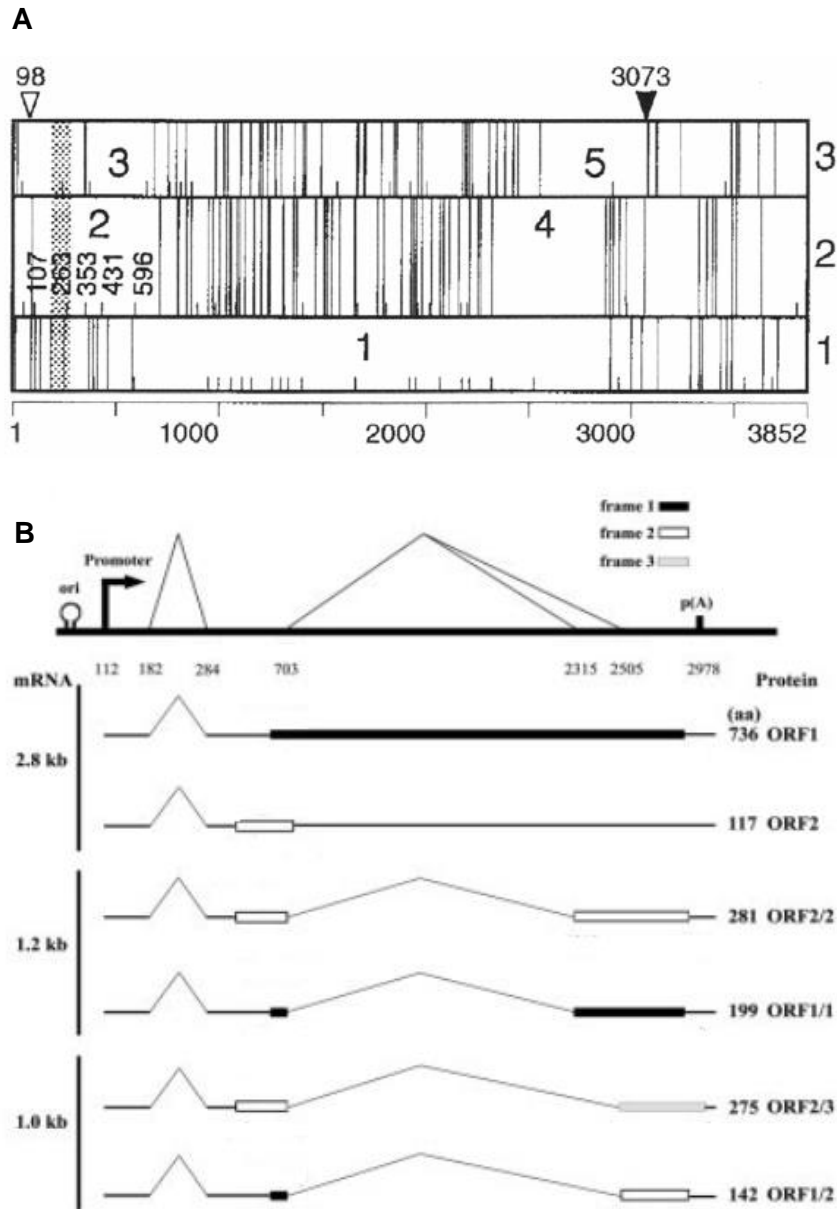 A
98 3073
3 5 3
2 4 2
107 263 353 431 596
1 1
1 1000 2000 3000 3852
B
frame 1
frame 2
frame 3
Promoter
ori
p(A)
112 182 284 703 2315 2505 2978
mRNA Protein
(aa)
736 ORF1
2.8 kb
117 ORF2
281 ORF2/2
1.2 kb
199 ORF1/1
275 ORF2/3
1.0 kb
142 ORF1/2